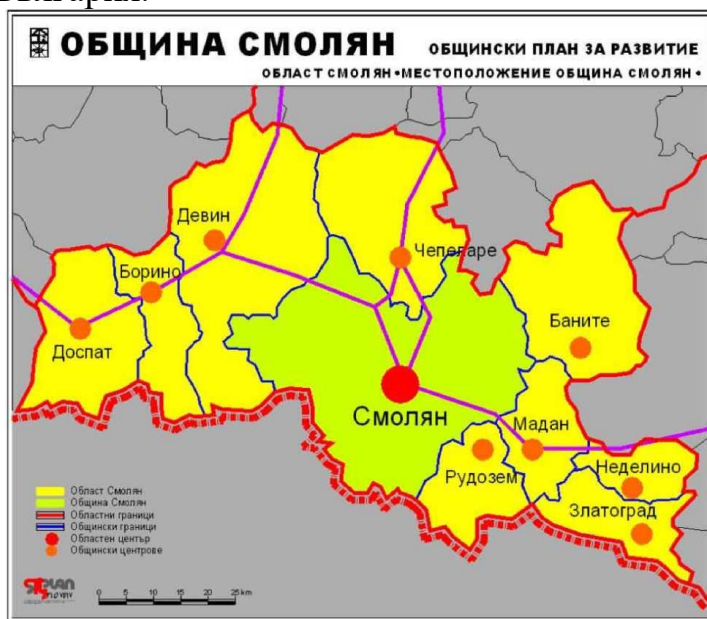 ОБЩИНА СМОЛЯН ОБЩИНСКИ ПЛАН ЗА РАЗВИТИЕ
ОБЛАСТ СМОЛЯН •МЕСТОПОЛОЖЕНИЕ ОБЩИНА СМОЛЯН •
Девин
Чепеларе
Борино
Баните
Доспат
Смолян
Мадан
Рудозем
Неделино
Златоград
Област Смолян
Община Смолян
Областни граници
Общински граници
Областен център
Общински центрове
0 5 10 15 20 25 km